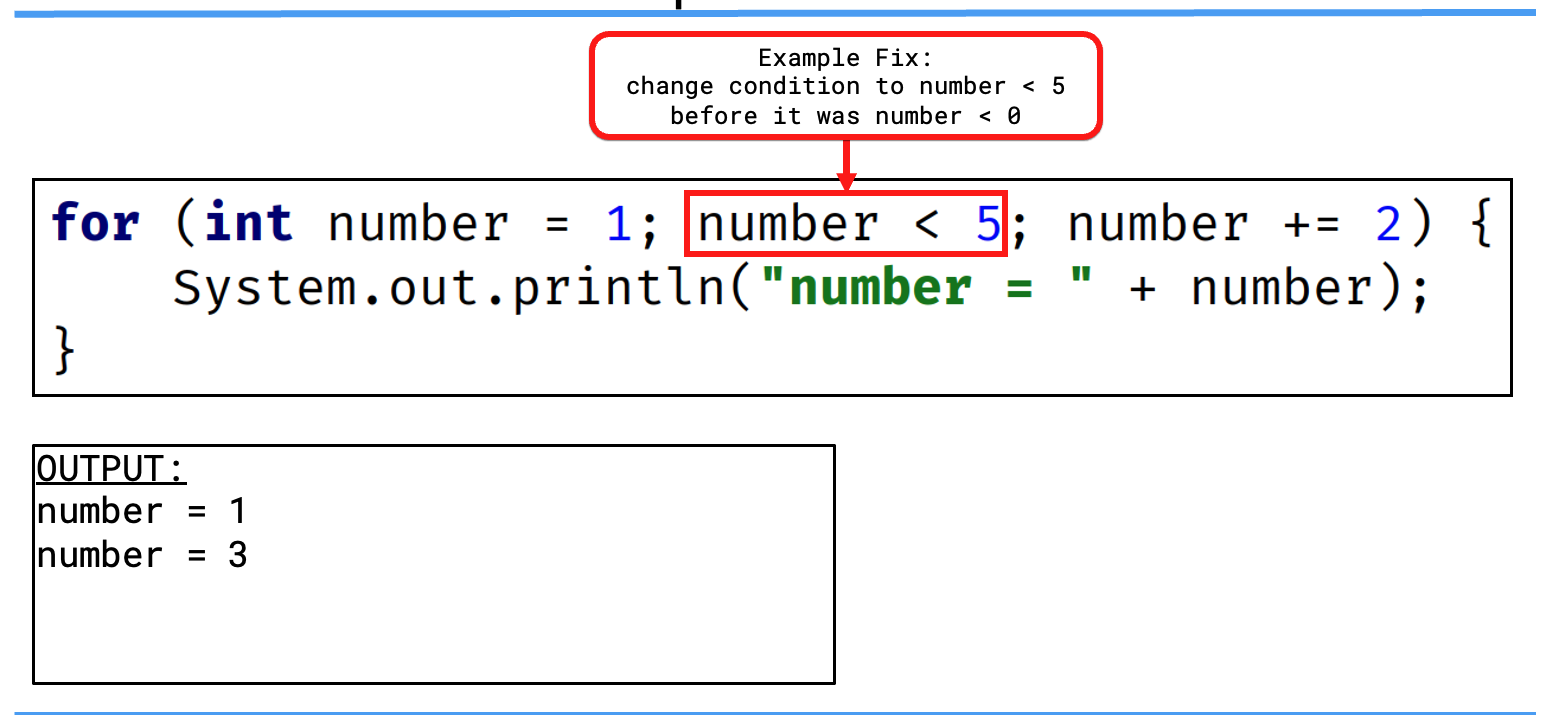 Example Fix:
change condition to number < 5
before it was number < 0
for (int number = 1; number < 5; number += 2) {
    System.out.println("number = " + number);
}
OUTPUT:
number = 1
number = 3